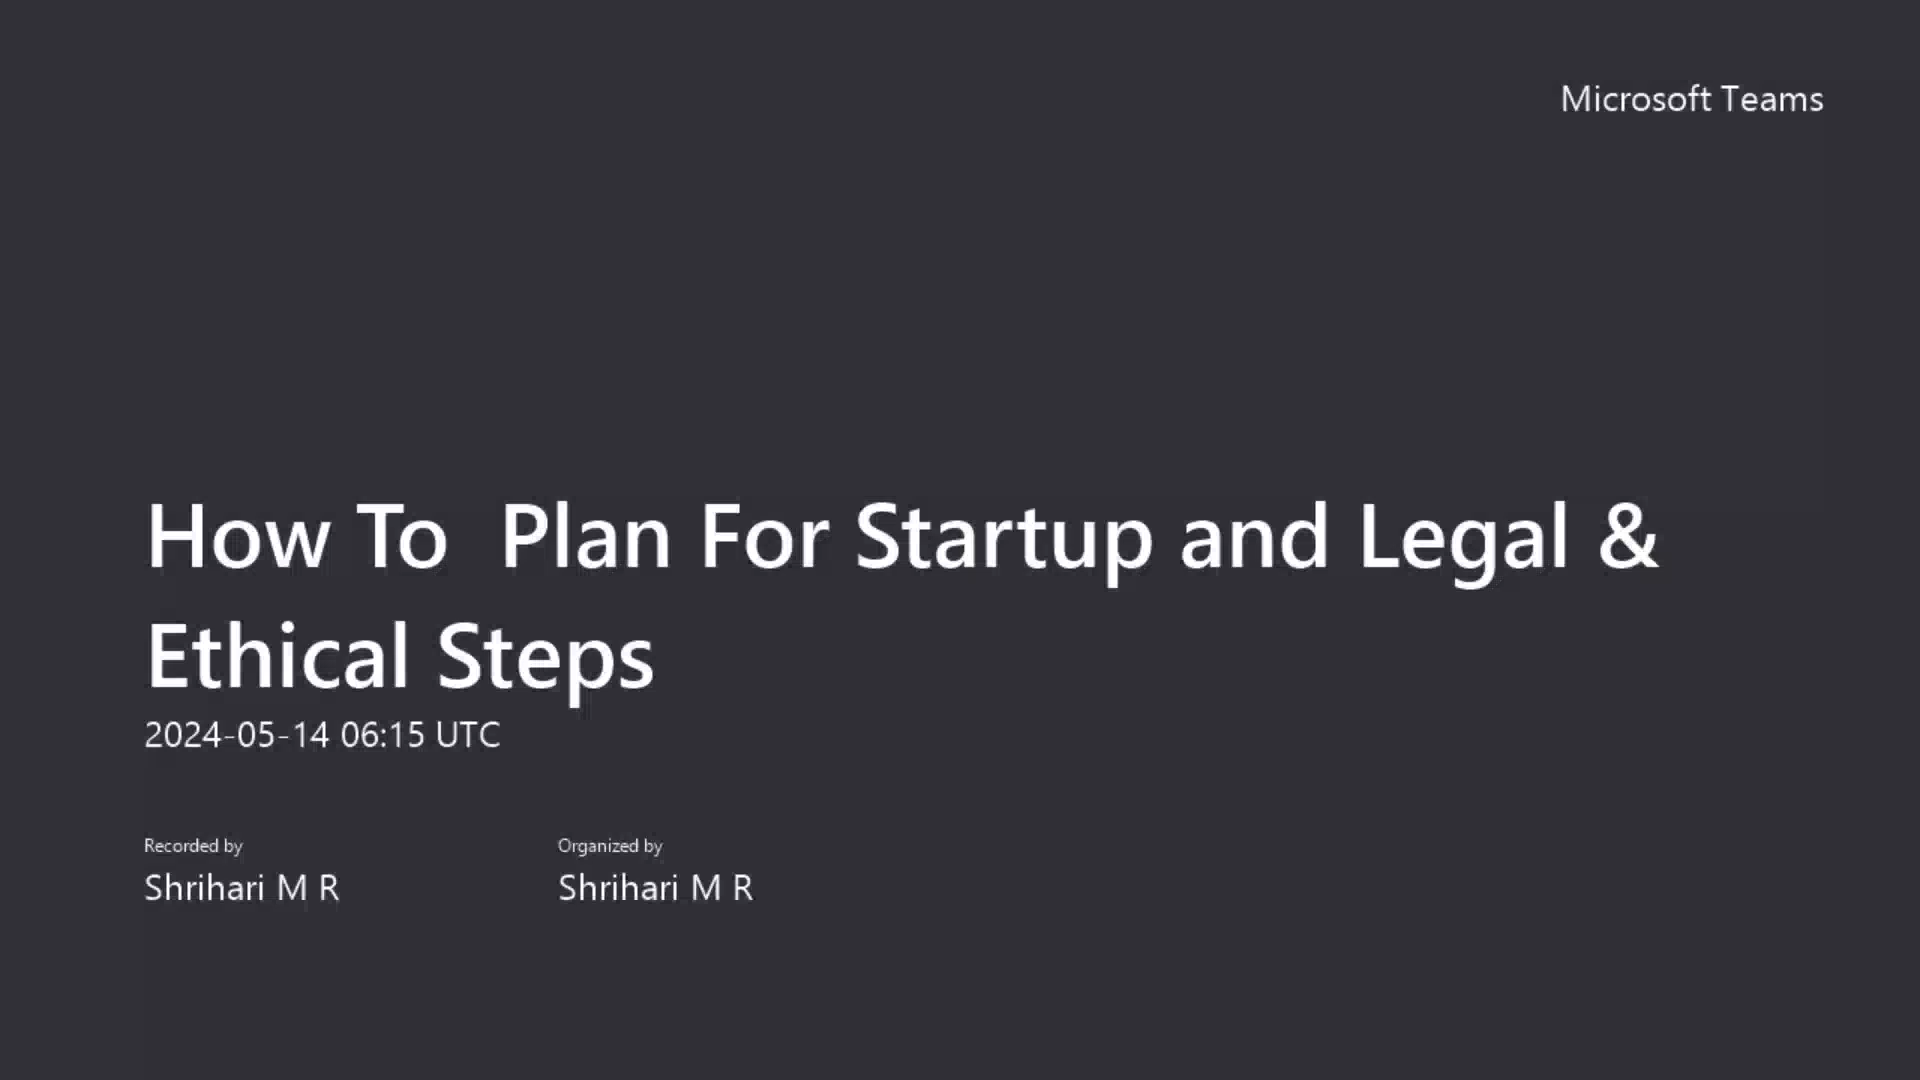 Microsoft Teams
How To  Plan For Startup and Legal &
Ethical Steps
2024-05-14 06:15 UTC
Recorded by
Shrihari M R
Organized by
Shrihari M R